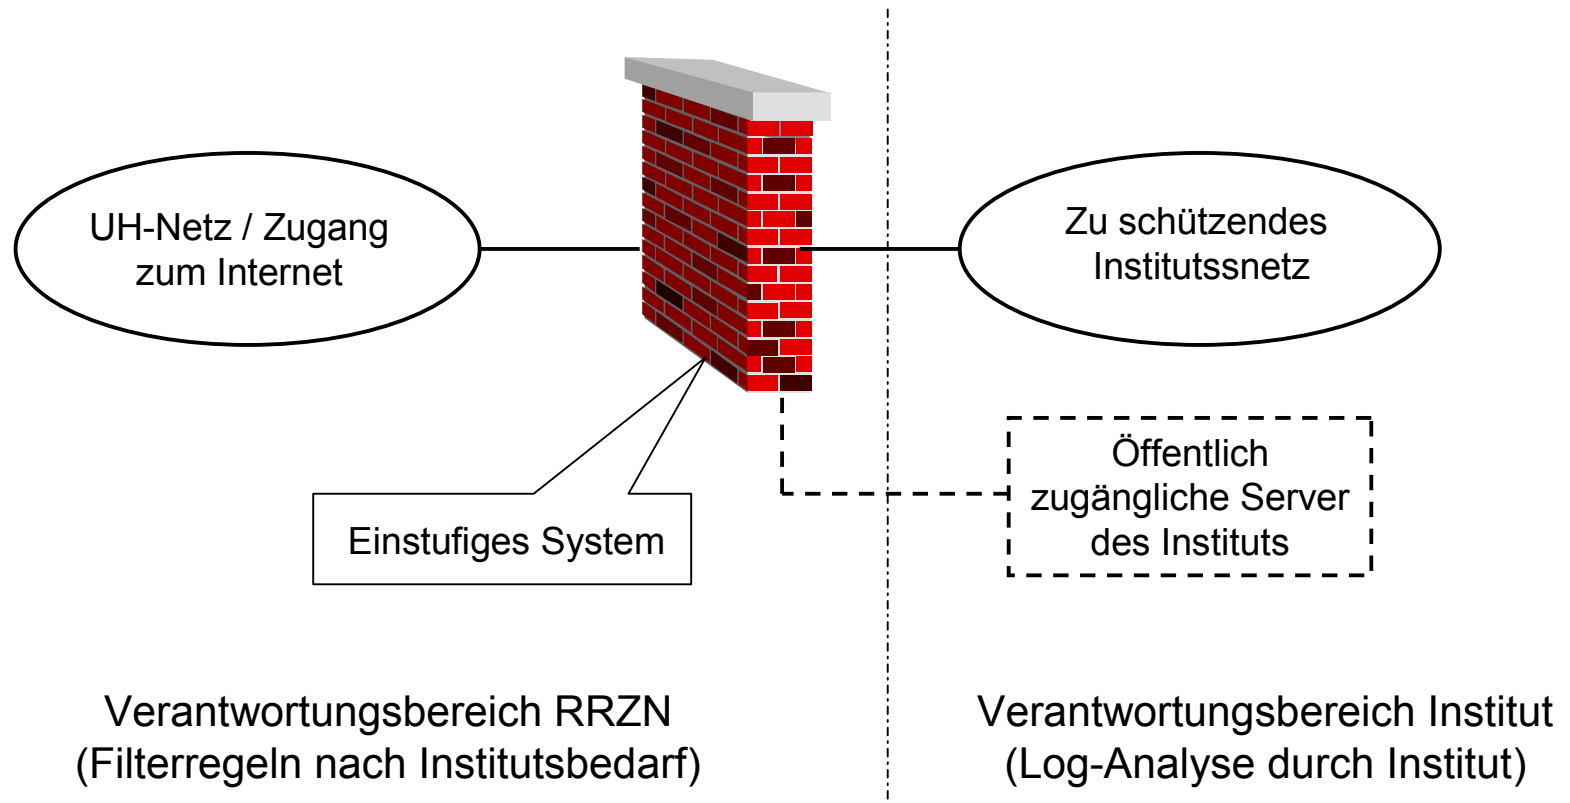 UH-Netz / Zugang
zum Internet
Zu schützendes
Institutssnetz
Öffentlich
zugängliche Server
des Instituts
Einstufiges System
Verantwortungsbereich RRZN
(Filterregeln nach Institutsbedarf)
Verantwortungsbereich Institut
(Log-Analyse durch Institut)